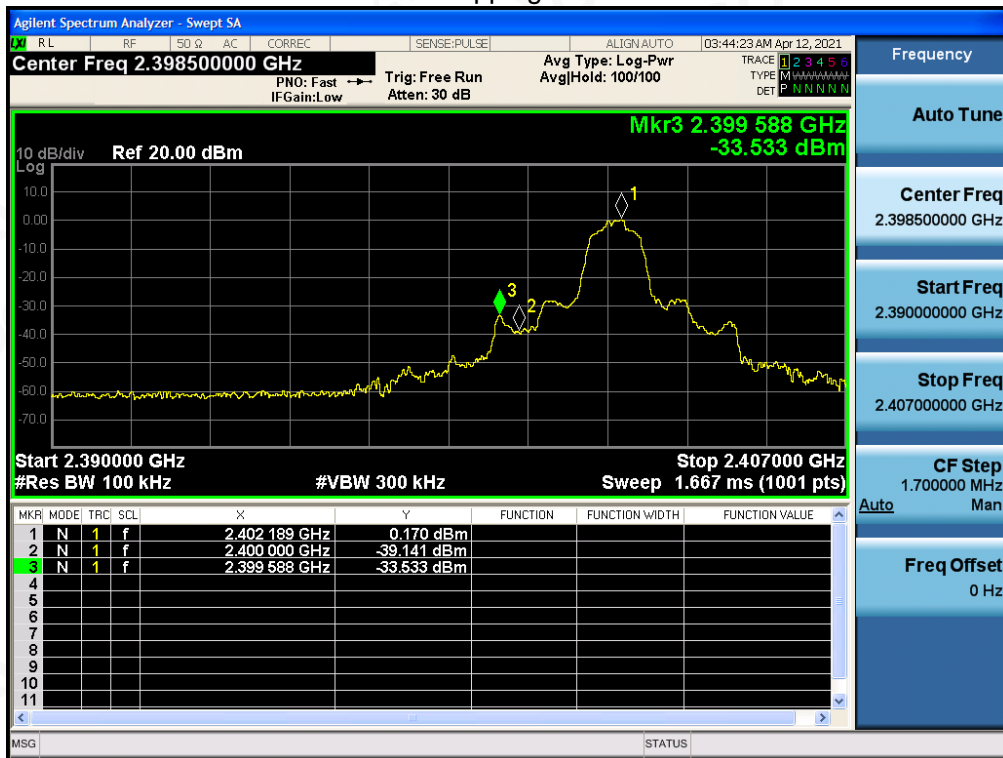 Agilent Spectrum Analyzer - Swept SA
LXI RL RF 50 Ω AC CORREC SENSE:PULSE ALIGNAUTO 03:44:23 AM Apr 12, 2021
Center Freq 2.398500000 GHz
PNO: Fast
IFGain:Low
Trig: Free Run
Atten: 30 dB
Avg Type: Log-Pwr
Avg|Hold: 100/100
TRACE 1 2 3 4 5 6
TYPE M
DET P N N N N N
Mkr3 2.399 588 GHz
-33.533 dBm
10 dB/div Ref 20.00 dBm
Log
10.0
0.00
-10.0
-20.0
-30.0
-40.0
-50.0
-60.0
-70.0
1
2
3
Start 2.390000 GHz Stop 2.407000 GHz
#Res BW 100 kHz #VBW 300 kHz Sweep 1.667 ms (1001 pts)
MKR MODE TRC SCL X Y FUNCTION FUNCTION WIDTH FUNCTION VALUE
1 N 1 f 2.402 189 GHz 0.170 dBm
2 N 1 f 2.400 000 GHz -39.141 dBm
3 N 1 f 2.399 588 GHz -33.533 dBm
4
5
6
7
8
9
10
11
MSG STATUS
Frequency
Auto Tune
Center Freq
2.398500000 GHz
Start Freq
2.390000000 GHz
Stop Freq
2.407000000 GHz
CF Step
1.700000 MHz
Auto Man
Freq Offset
0 Hz